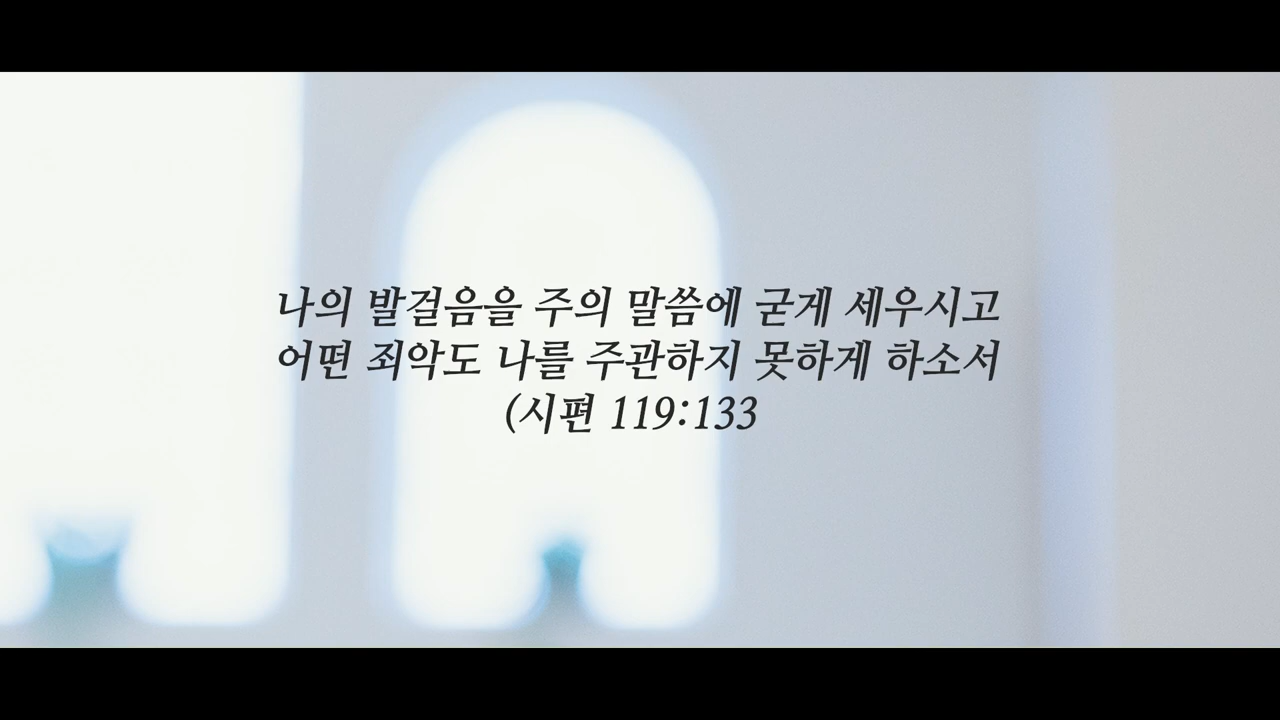 나의 발걸음을 주의 말씀에 굳게 세우시고
어떤 죄악도 나를 주관하지 못하게 하소서
(시편 119:133